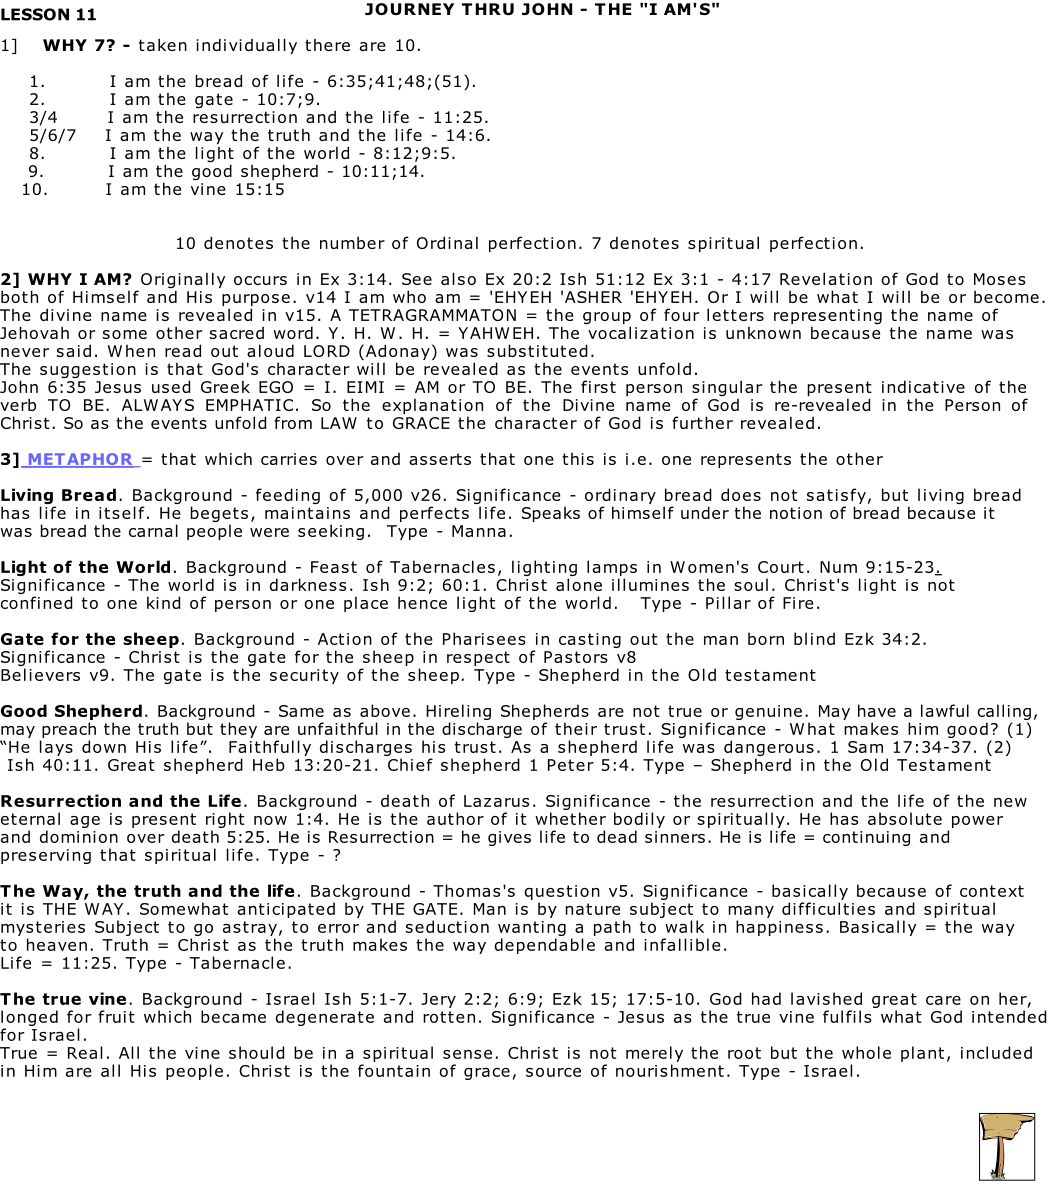 LESSON 11
JOURNEY THRU JOHN - THE "I AM'S"
1] WHY 7? - taken individually there are 10.
1. I am the bread of life - 6:35;41;48;(51).
2. I am the gate - 10:7;9.
3/4 I am the resurrection and the life - 11:25.
5/6/7 I am the way the truth and the life - 14:6.
8. I am the light of the world - 8:12;9:5.
9. I am the good shepherd - 10:11;14.
10. I am the vine 15:15
10 denotes the number of Ordinal perfection. 7 denotes spiritual perfection.
2] WHY I AM? Originally occurs in Ex 3:14. See also Ex 20:2 Ish 51:12 Ex 3:1 - 4:17 Revelation of God to Moses
both of Himself and His purpose. v14 I am who am = 'EHYEH 'ASHER 'EHYEH. Or I will be what I will be or become.
The divine name is revealed in v15. A TETRAGRAMMATON = the group of four letters representing the name of
Jehovah or some other sacred word. Y. H. W. H. = YAHWEH. The vocalization is unknown because the name was
never said. When read out aloud LORD (Adonay) was substituted.
The suggestion is that God's character will be revealed as the events unfold.
John 6:35 Jesus used Greek EGO = I. EIMI = AM or TO BE. The first person singular the present indicative of the
verb TO BE. ALWAYS EMPHATIC. So the explanation of the Divine name of God is re-revealed in the Person of
Christ. So as the events unfold from LAW to GRACE the character of God is further revealed.
3] METAPHOR = that which carries over and asserts that one this is i.e. one represents the other
Living Bread. Background - feeding of 5,000 v26. Significance - ordinary bread does not satisfy, but living bread
has life in itself. He begets, maintains and perfects life. Speaks of himself under the notion of bread because it
was bread the carnal people were seeking. Type - Manna.
Light of the World. Background - Feast of Tabernacles, lighting lamps in Women's Court. Num 9:15-23.
Significance - The world is in darkness. Ish 9:2; 60:1. Christ alone illumines the soul. Christ's light is not
confined to one kind of person or one place hence light of the world. Type - Pillar of Fire.
Gate for the sheep. Background - Action of the Pharisees in casting out the man born blind Ezk 34:2.
Significance - Christ is the gate for the sheep in respect of Pastors v8
Believers v9. The gate is the security of the sheep. Type - Shepherd in the Old testament
Good Shepherd. Background - Same as above. Hireling Shepherds are not true or genuine. May have a lawful calling,
may preach the truth but they are unfaithful in the discharge of their trust. Significance - What makes him good? (1)
“He lays down His life”. Faithfully discharges his trust. As a shepherd life was dangerous. 1 Sam 17:34-37. (2)
Ish 40:11. Great shepherd Heb 13:20-21. Chief shepherd 1 Peter 5:4. Type – Shepherd in the Old Testament
Resurrection and the Life. Background - death of Lazarus. Significance - the resurrection and the life of the new
eternal age is present right now 1:4. He is the author of it whether bodily or spiritually. He has absolute power
and dominion over death 5:25. He is Resurrection = he gives life to dead sinners. He is life = continuing and
preserving that spiritual life. Type - ?
The Way, the truth and the life. Background - Thomas's question v5. Significance - basically because of context
it is THE WAY. Somewhat anticipated by THE GATE. Man is by nature subject to many difficulties and spiritual
mysteries Subject to go astray, to error and seduction wanting a path to walk in happiness. Basically = the way
to heaven. Truth = Christ as the truth makes the way dependable and infallible.
Life = 11:25. Type - Tabernacle.
The true vine. Background - Israel Ish 5:1-7. Jery 2:2; 6:9; Ezk 15; 17:5-10. God had lavished great care on her,
longed for fruit which became degenerate and rotten. Significance - Jesus as the true vine fulfils what God intended
for Israel.
True = Real. All the vine should be in a spiritual sense. Christ is not merely the root but the whole plant, included
in Him are all His people. Christ is the fountain of grace, source of nourishment. Type - Israel.